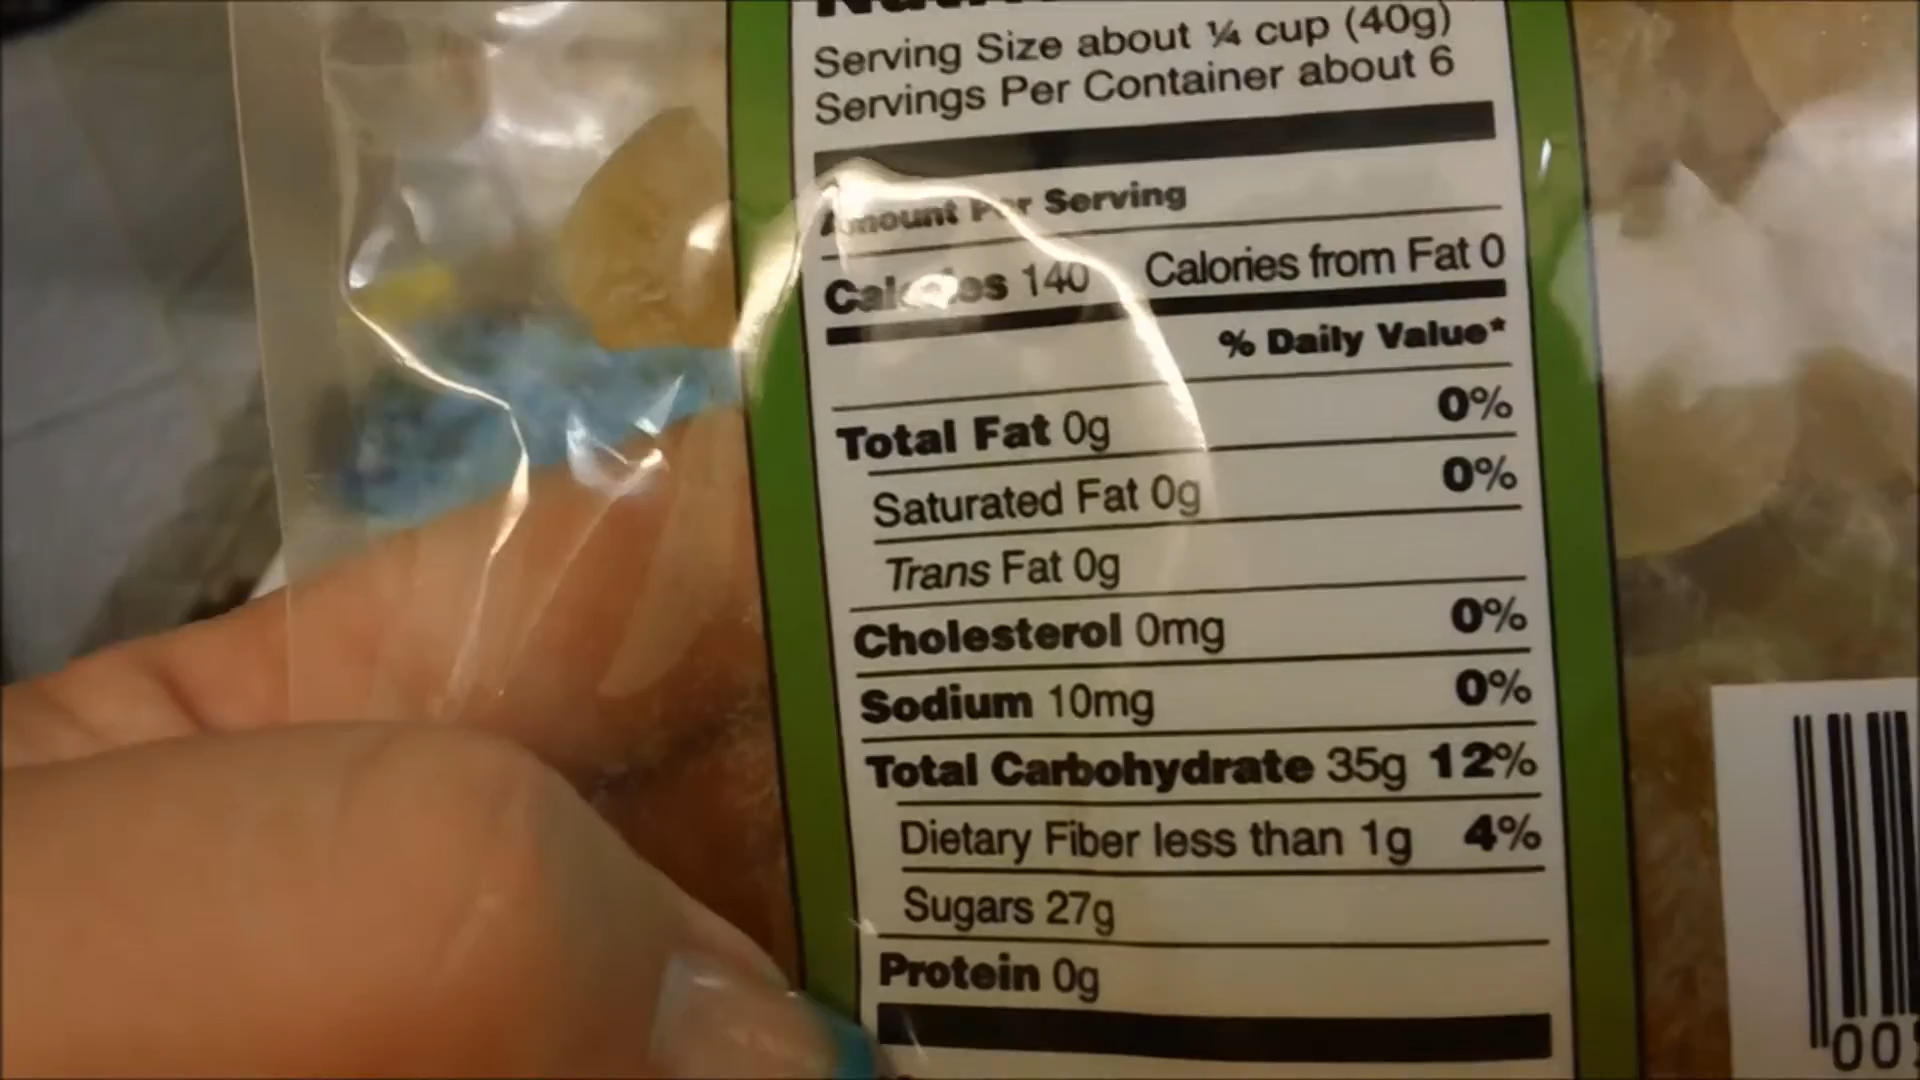 Serving Size about ¼ cup (40g)
Servings Per Container about 6
Amount Per Serving
Calories 140 Calories from Fat 0
% Daily Value*
Total Fat 0g 0%
Saturated Fat 0g 0%
Trans Fat 0g
Cholesterol 0mg 0%
Sodium 10mg 0%
Total Carbohydrate 35g 12%
Dietary Fiber less than 1g 4%
Sugars 27g
Protein 0g
00